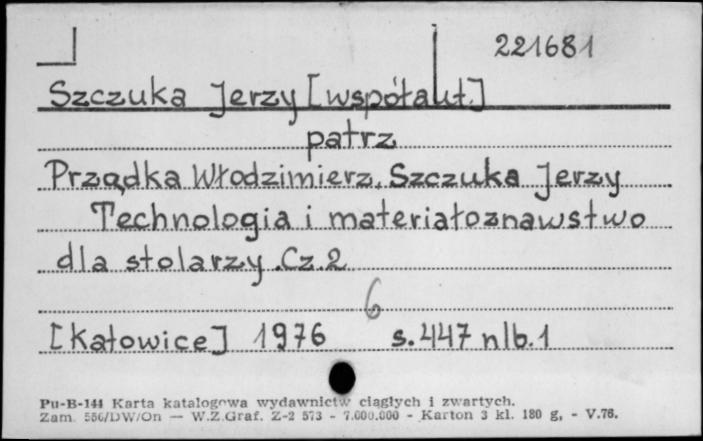 221681
Szczuka Jerzy [współaut.]
patrz
Prządka Włodzimierz, Szczuka Jerzy
Technologia i materiałoznawstwo
dla stolarzy. Cz. 2
6
[Katowice] 1976 s. 447 nlb. 1
Pu-B-144 Karta katalogowa wydawnictw ciągłych i zwartych.
Zam. 556/DW/On — W.Z.Graf. Z-2 573 - 7.000.000 - Karton 3 kl. 180 g, - V.76.